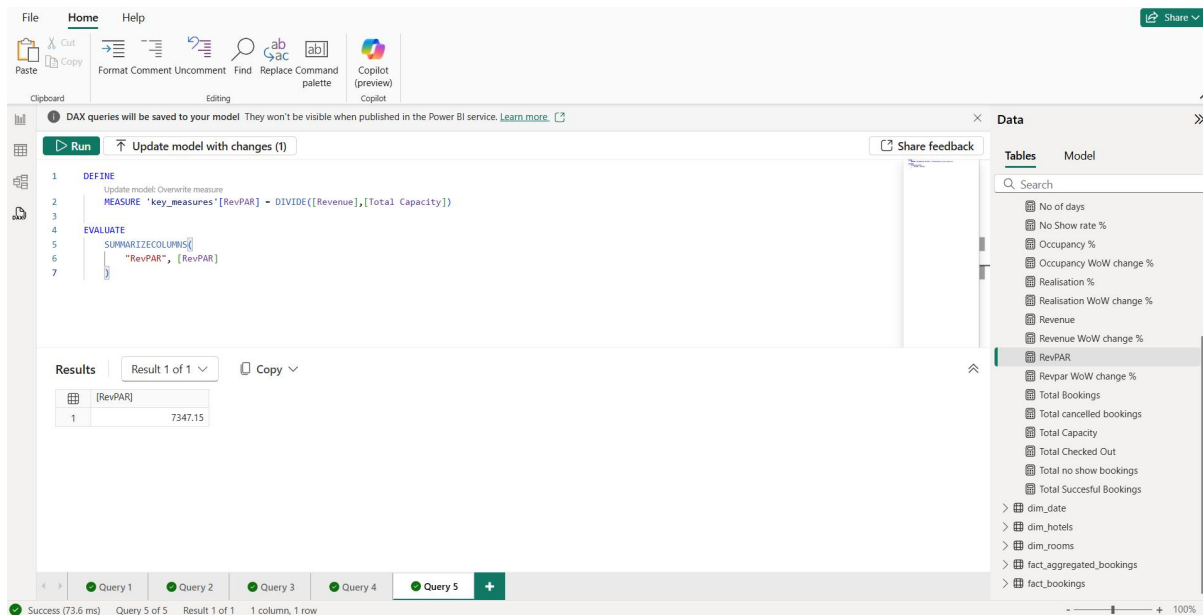 File Home Help
Share
Paste
Cut
Copy
Format Comment Uncomment Find Replace Command palette
Copilot (preview)
Clipboard Editing Copilot
DAX queries will be saved to your model They won't be visible when published in the Power BI service. Learn more
Run Update model with changes (1) Share feedback
1 DEFINE
Update model: Overwrite measure
2 MEASURE 'key_measures'[RevPAR] = DIVIDE([Revenue],[Total Capacity])
3
4 EVALUATE
5 SUMMARIZECOLUMNS(
6 "RevPAR", [RevPAR]
7 )
Results Result 1 of 1 Copy
[RevPAR]
1 7347.15
Query 1 Query 2 Query 3 Query 4 Query 5 +
Success (73.6 ms) Query 5 of 5 Result 1 of 1 1 column, 1 row
Data
Tables Model
Search
No of days
No Show rate %
Occupancy %
Occupancy WoW change %
Realisation %
Realisation WoW change %
Revenue
Revenue WoW change %
RevPAR
Revpar WoW change %
Total Bookings
Total cancelled bookings
Total Capacity
Total Checked Out
Total no show bookings
Total Succesful Bookings
dim_date
dim_hotels
dim_rooms
fact_aggregated_bookings
fact_bookings
- + 100%